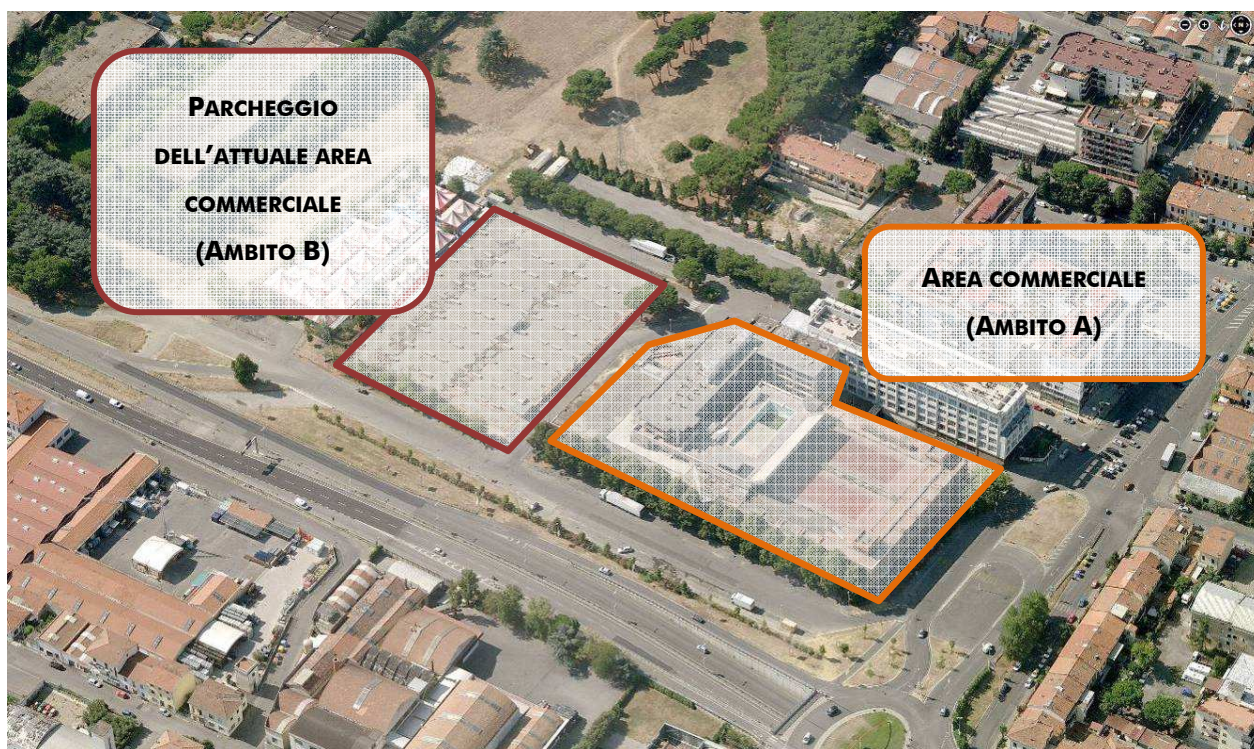 PARCHEGGIO
DELL'ATTUALE AREA
COMMERCIALE
(AMBITO B)
AREA COMMERCIALE
(AMBITO A)
N